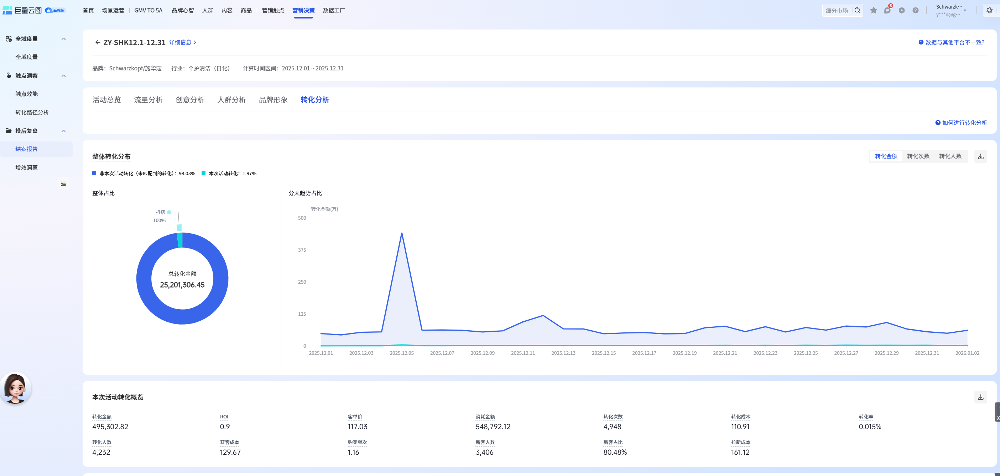 巨量云图 品牌版
首页 场景运营 GMV TO 5A 品牌心智 人群 内容 商品 营销触点 营销决策 数据工厂
细分市场
6
Schwarzk...
y***n@g...
全域度量
全域度量
触点洞察
触点效能
转化路径分析
投后复盘
结案报告
增效洞察
ZY-SHK12.1-12.31 详细信息
数据与其他平台不一致?
品牌：Schwarzkopf/施华蔻 行业：个护清洁（日化） 计算时间区间：2025.12.01 ~ 2025.12.31
活动总览 流量分析 创意分析 人群分析 品牌形象 转化分析
如何进行转化分析
整体转化分布
转化金额 转化次数 转化人数
非本次活动转化（未匹配到的转化）：98.03% 本次活动转化：1.97%
整体占比
抖店
100%
总转化金额
25,201,306.45
分天趋势占比
转化金额(万)
500
375
250
125
0
2025.12.01 2025.12.03 2025.12.05 2025.12.07 2025.12.09 2025.12.11 2025.12.13 2025.12.15 2025.12.17 2025.12.19 2025.12.21 2025.12.23 2025.12.25 2025.12.27 2025.12.29 2025.12.31 2026.01.02
本次活动转化概览
转化金额 ROI 客单价 消耗金额 转化次数 转化成本 转化率
495,302.82 0.9 117.03 548,792.12 4,948 110.91 0.015%
转化人数 获客成本 购买频次 新客人数 新客占比 拉新成本
4,232 129.67 1.16 3,406 80.48% 161.12